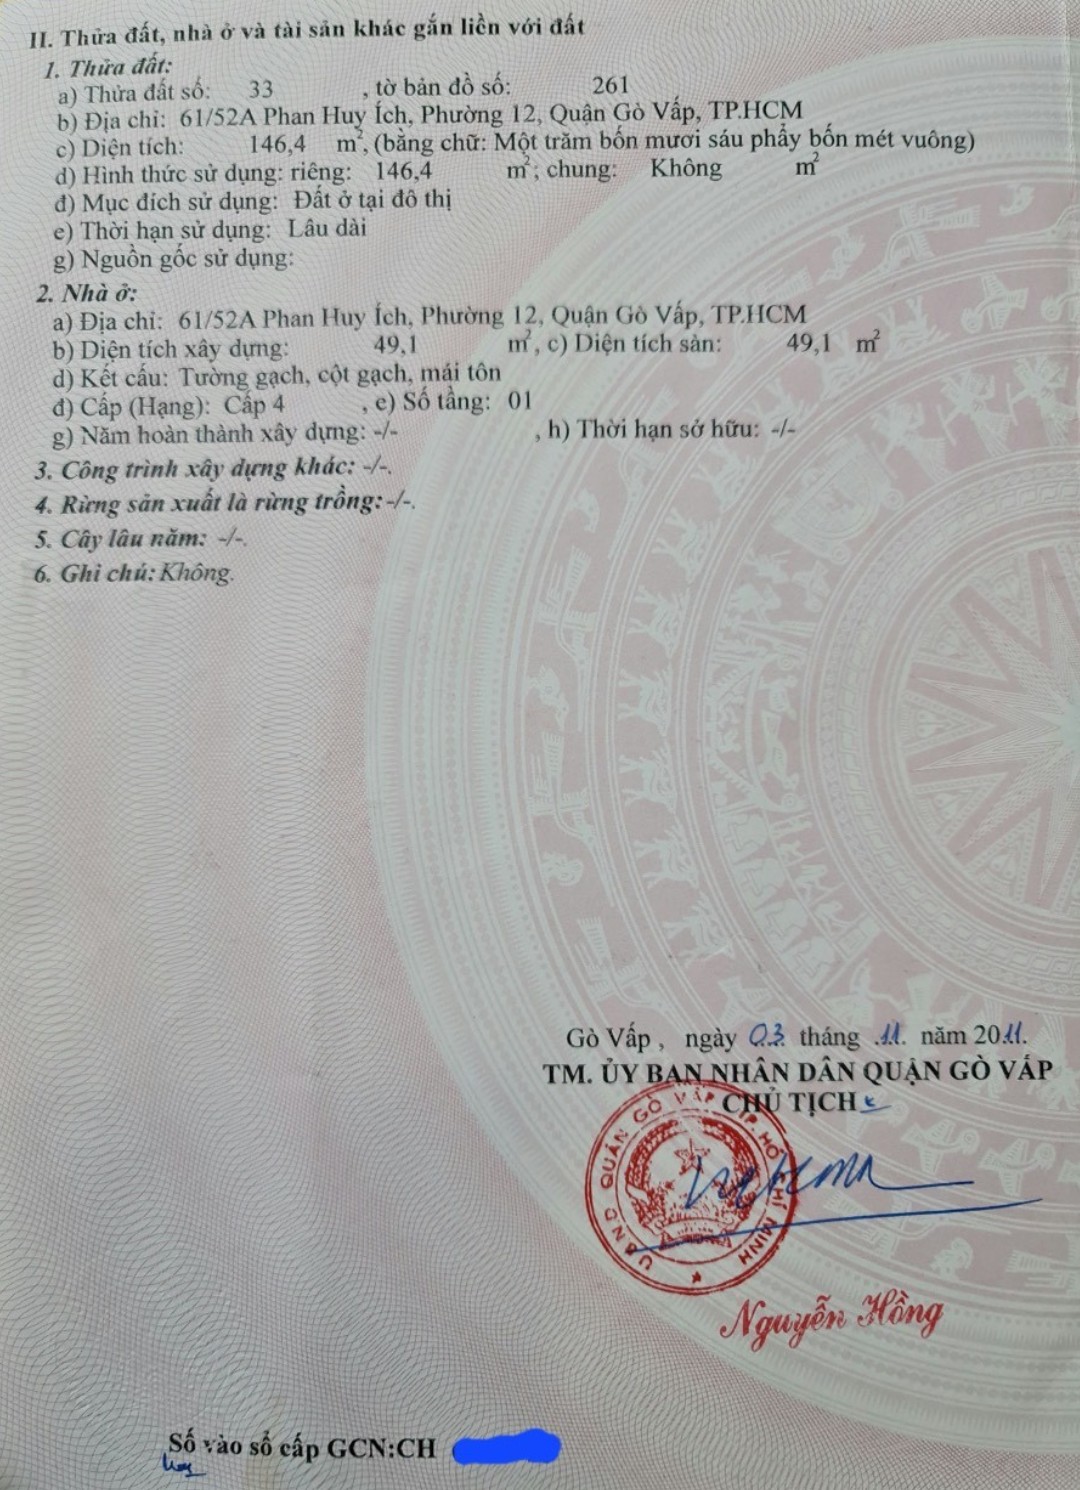 II. Thửa đất, nhà ở và tài sản khác gắn liền với đất
1. Thửa đất:
a) Thửa đất số: 33 , tờ bản đồ số: 261
b) Địa chỉ: 61/52A Phan Huy Ích, Phường 12, Quận Gò Vấp, TP.HCM
c) Diện tích: 146,4 m², (bằng chữ: Một trăm bốn mươi sáu phẩy bốn mét vuông)
d) Hình thức sử dụng: riêng: 146,4 m²; chung: Không m²
đ) Mục đích sử dụng: Đất ở tại đô thị
e) Thời hạn sử dụng: Lâu dài
g) Nguồn gốc sử dụng:
2. Nhà ở:
a) Địa chỉ: 61/52A Phan Huy Ích, Phường 12, Quận Gò Vấp, TP.HCM
b) Diện tích xây dựng: 49,1 m², c) Diện tích sàn: 49,1 m²
d) Kết cấu: Tường gạch, cột gạch, mái tôn
đ) Cấp (Hạng): Cấp 4 , e) Số tầng: 01
g) Năm hoàn thành xây dựng: -/- , h) Thời hạn sở hữu: -/-
3. Công trình xây dựng khác: -/-.
4. Rừng sản xuất là rừng trồng: -/-.
5. Cây lâu năm: -/-.
6. Ghi chú: Không.
Gò Vấp , ngày 03 tháng 11 năm 2011.
TM. ỦY BAN NHÂN DÂN QUẬN GÒ VẤP
CHỦ TỊCH
UBND QUẬN GÒ VẤP TP. HỒ CHÍ MINH
Nguyễn Hồng
Số vào sổ cấp GCN:CH